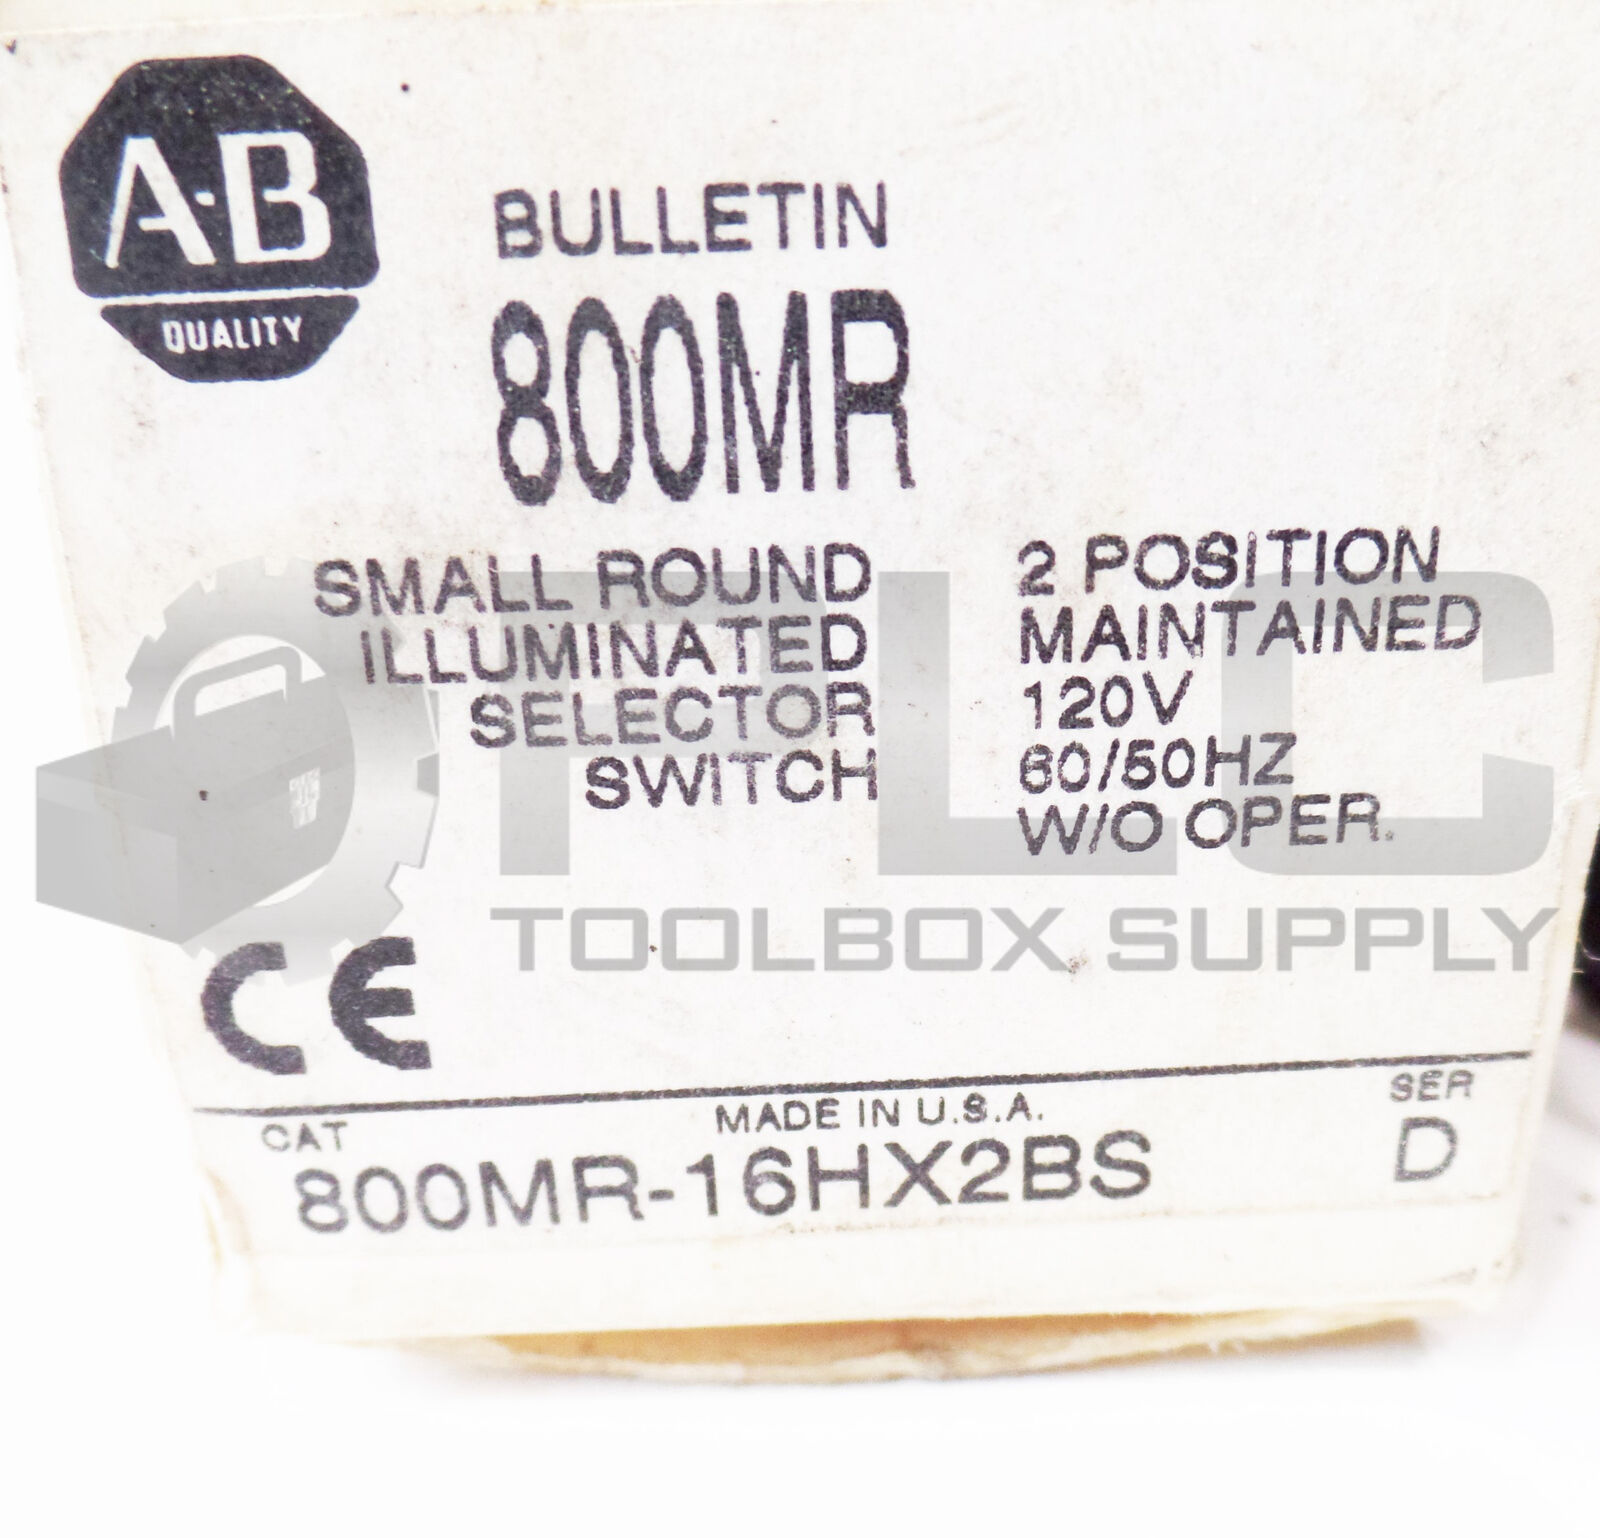 A-B
QUALITY
BULLETIN
800MR
SMALL ROUND
ILLUMINATED
SELECTOR
SWITCH
2 POSITION
MAINTAINED
120V
60/50HZ
W/O OPER.
PLC
TOOLBOX SUPPLY
CE
MADE IN U.S.A.
CAT
800MR-16HX2BS
SER
D